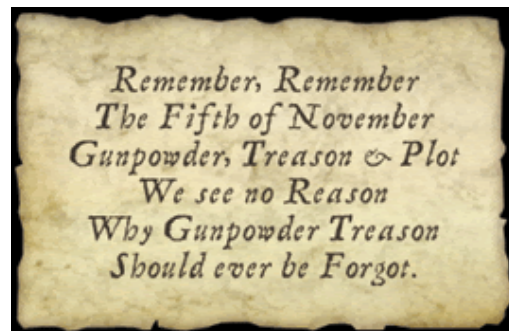 Remember, Remember
The Fifth of November
Gunpowder, Treason & Plot
We see no Reason
Why Gunpowder Treason
Should ever be Forgot.